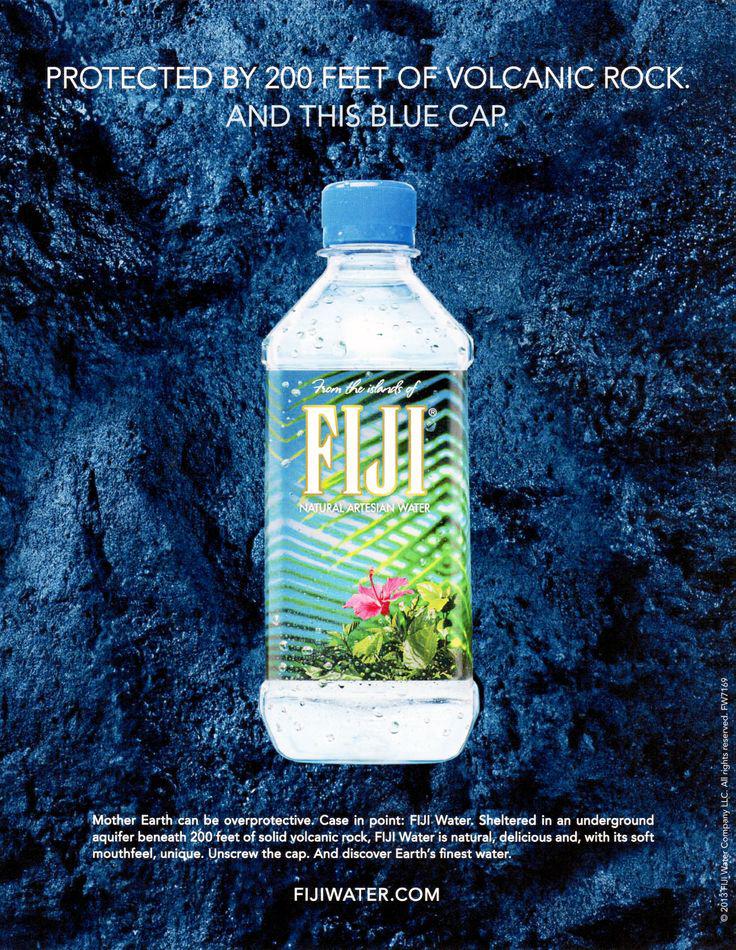 PROTECTED BY 200 FEET OF VOLCANIC ROCK.
AND THIS BLUE CAP.
From the islands of
FIJI®
NATURAL ARTESIAN WATER
Mother Earth can be overprotective. Case in point: FIJI Water. Sheltered in an underground
aquifer beneath 200 feet of solid volcanic rock, FIJI Water is natural, delicious and, with its soft
mouthfeel, unique. Unscrew the cap. And discover Earth's finest water.
FIJIWATER.COM
© 2013 FIJI Water Company LLC. All rights reserved. FW7169